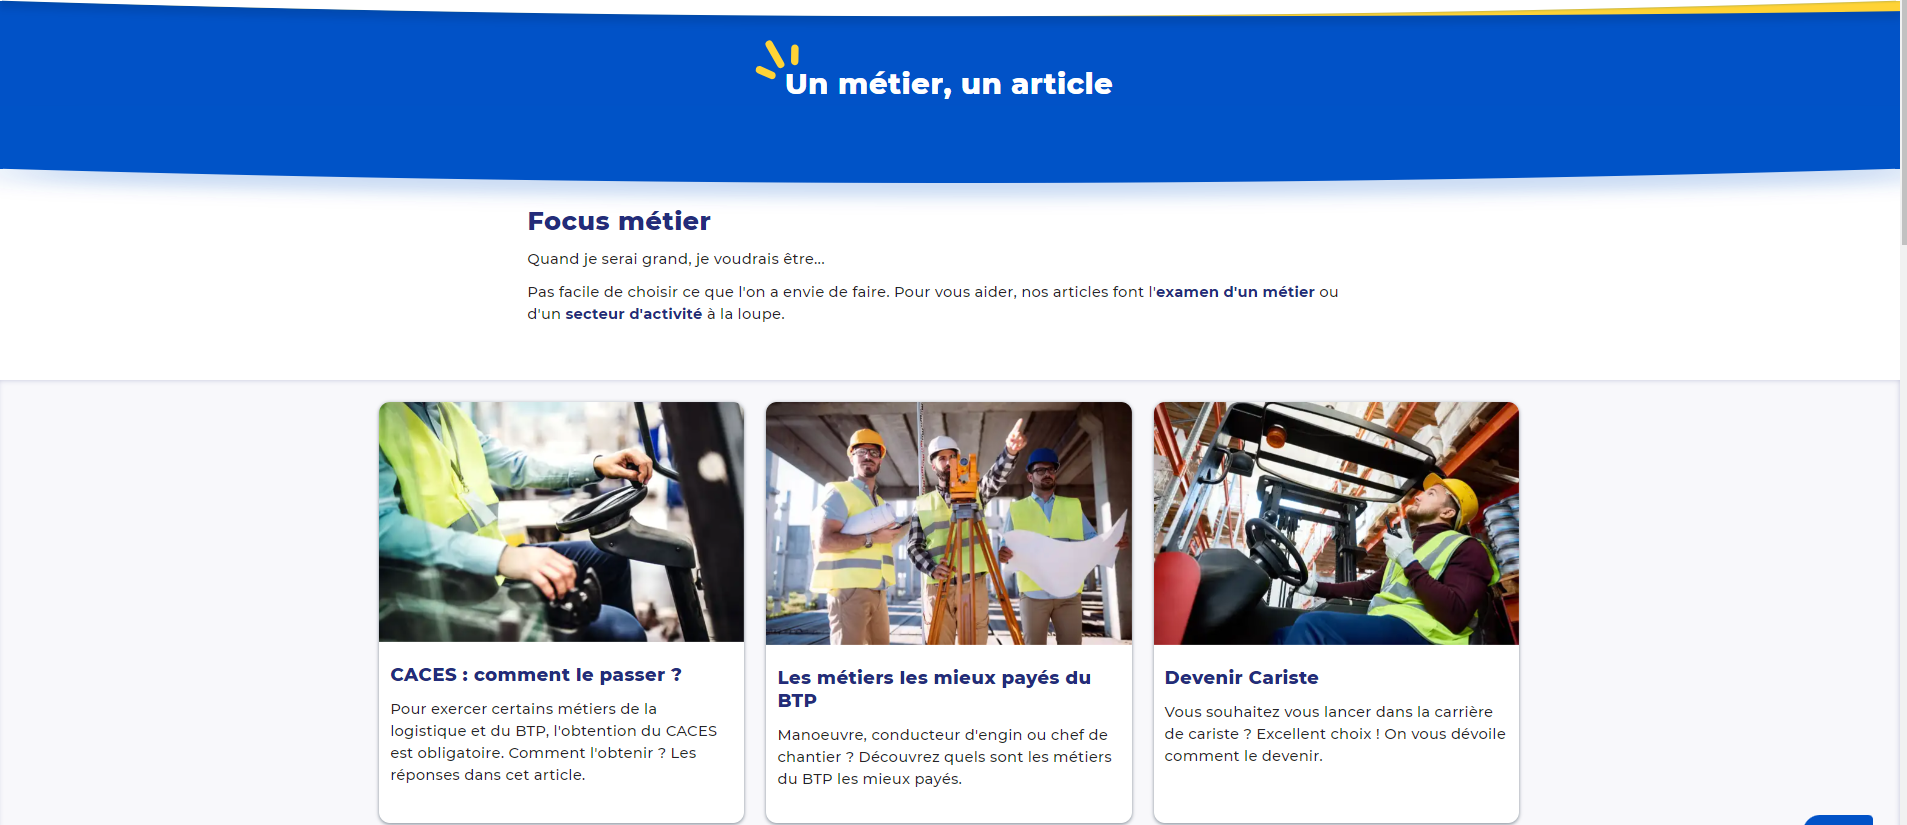 Un métier, un article
Focus métier
Quand je serai grand, je voudrais être...
Pas facile de choisir ce que l'on a envie de faire. Pour vous aider, nos articles font l'examen d'un métier ou
d'un secteur d'activité à la loupe.
CACES : comment le passer ?
Pour exercer certains métiers de la
logistique et du BTP, l'obtention du CACES
est obligatoire. Comment l'obtenir ? Les
réponses dans cet article.
Les métiers les mieux payés du
BTP
Manoeuvre, conducteur d'engin ou chef de
chantier ? Découvrez quels sont les métiers
du BTP les mieux payés.
Devenir Cariste
Vous souhaitez vous lancer dans la carrière
de cariste ? Excellent choix ! On vous dévoile
comment le devenir.